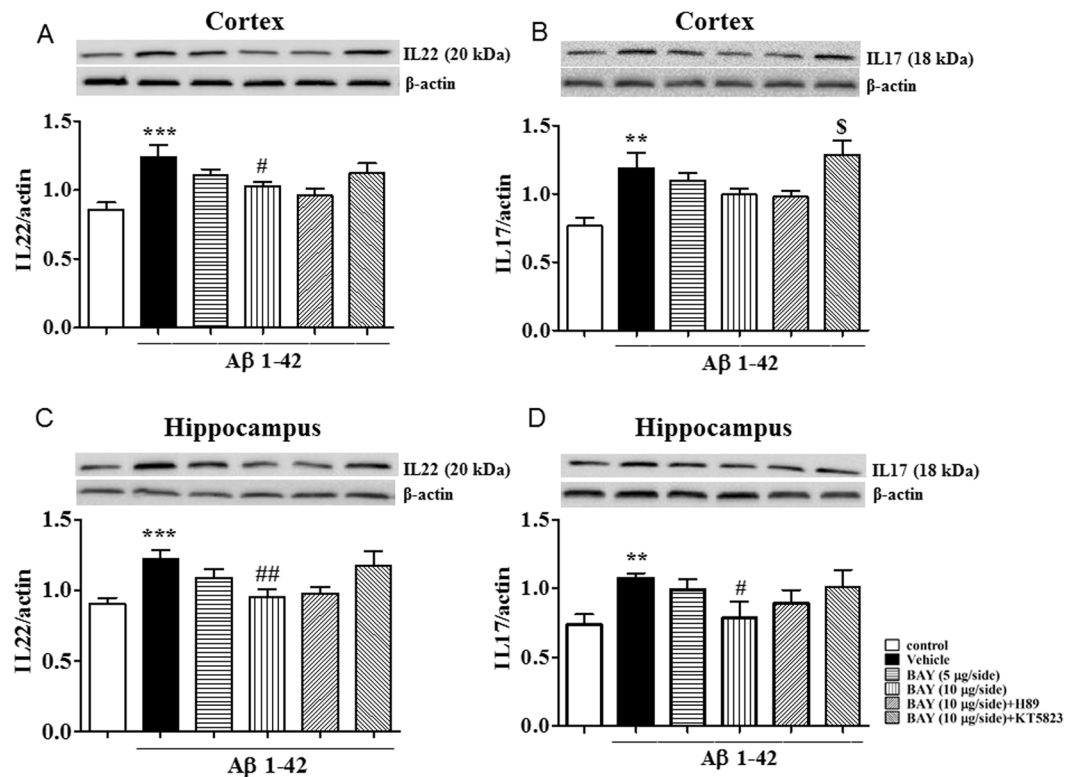 A
Cortex
IL22 (20 kDa)
β-actin
IL22/actin
1.5
1.0
0.5
0.0
***
#
Aβ 1-42
B
Cortex
IL17 (18 kDa)
β-actin
IL17/actin
1.5
1.0
0.5
0.0
**
$
Aβ 1-42
C
Hippocampus
IL22 (20 kDa)
β-actin
IL22/actin
1.5
1.0
0.5
0.0
***
##
Aβ 1-42
D
Hippocampus
IL17 (18 kDa)
β-actin
IL17/actin
1.5
1.0
0.5
0.0
**
#
Aβ 1-42
control
Vehicle
BAY (5 µg/side)
BAY (10 µg/side)
BAY (10 µg/side)+H89
BAY (10 µg/side)+KT5823